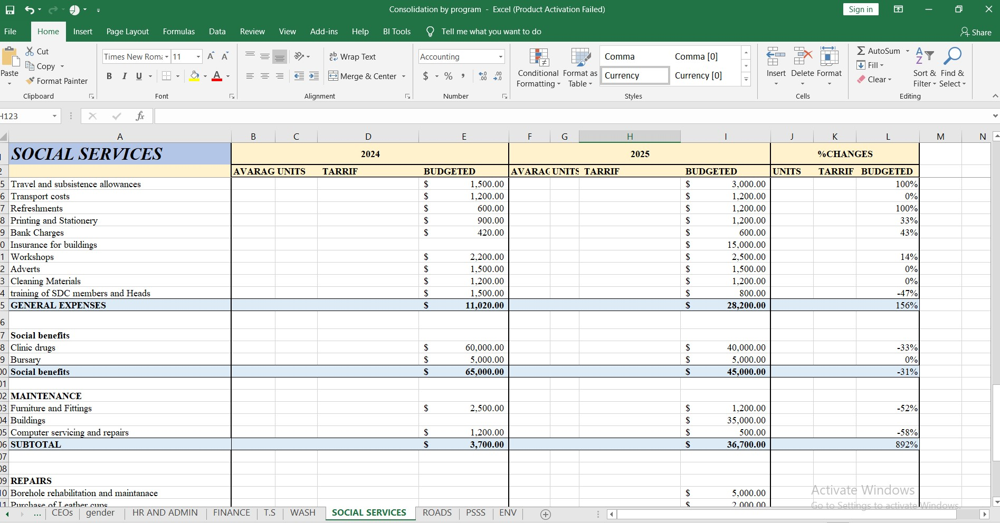 Consolidation by program - Excel (Product Activation Failed)
Sign in
File Home Insert Page Layout Formulas Data Review View Add-ins Help BI Tools Tell me what you want to do Share
Cut
Copy
Format Painter
Paste
Clipboard
Times New Roma 11
B I U
Font
Wrap Text
Merge & Center
Alignment
Accounting
$ % ,
Number
Conditional Formatting
Format as Table
Comma Comma [0]
Currency Currency [0]
Styles
Insert Delete Format
Cells
AutoSum
Fill
Clear
Sort & Filter
Find & Select
Editing
H123
fx
A B C D E F G H I J K L M N
SOCIAL SERVICES 2024 2025 %CHANGES
2 AVARAG UNITS TARRIF BUDGETED AVARAG UNITS TARRIF BUDGETED UNITS TARRIF BUDGETED
5 Travel and subsistence allowances $ 1,500.00 $ 3,000.00 100%
6 Transport costs $ 1,200.00 $ 1,200.00 0%
7 Refreshments $ 600.00 $ 1,200.00 100%
8 Printing and Stationery $ 900.00 $ 1,200.00 33%
9 Bank Charges $ 420.00 $ 600.00 43%
0 Insurance for buildings $ 15,000.00
1 Workshops $ 2,200.00 $ 2,500.00 14%
2 Adverts $ 1,500.00 $ 1,500.00 0%
3 Cleaning Materials $ 1,200.00 $ 1,200.00 0%
4 training of SDC members and Heads $ 1,500.00 $ 800.00 -47%
5 GENERAL EXPENSES $ 11,020.00 $ 28,200.00 156%
6
7 Social benefits
8 Clinic drugs $ 60,000.00 $ 40,000.00 -33%
9 Bursary $ 5,000.00 $ 5,000.00 0%
00 Social benefits $ 65,000.00 $ 45,000.00 -31%
01
02 MAINTENANCE
03 Furniture and Fittings $ 2,500.00 $ 1,200.00 -52%
04 Buildings $ 35,000.00
05 Computer servicing and repairs $ 1,200.00 $ 500.00 -58%
06 SUBTOTAL $ 3,700.00 $ 36,700.00 892%
07
08
09 REPAIRS
10 Borehole rehabilitation and maintanace $ 5,000.00
11 Purchase of Leather cups $ 2,000.00
Activate Windows
Go to Settings to activate Windows.
... CEOs gender HR AND ADMIN FINANCE T.S WASH SOCIAL SERVICES ROADS PSSS ENV